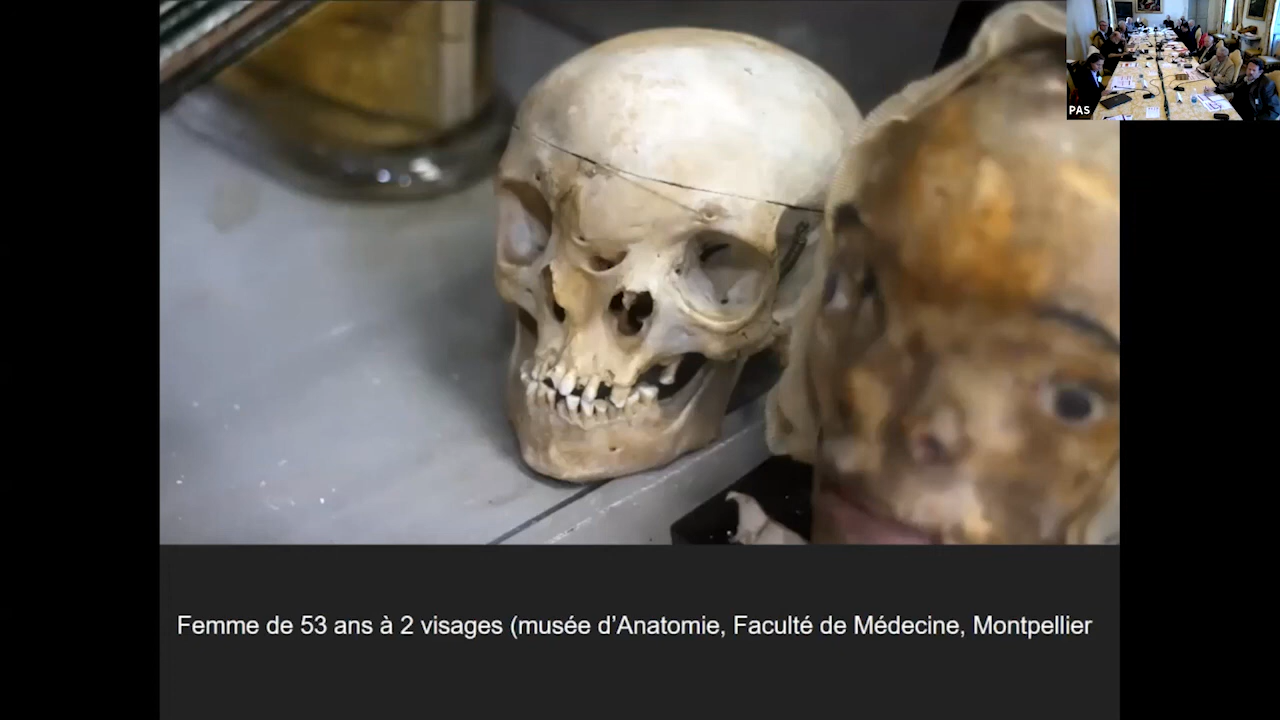 PAS
Femme de 53 ans à 2 visages (musée d’Anatomie, Faculté de Médecine, Montpellier